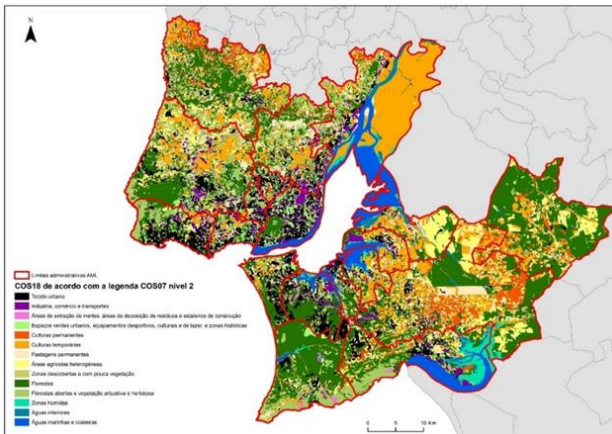 N
Limites administrativos AML
COS18 de acordo com a legenda COS07 nível 2
Tecido urbano
Indústria, comércio e transportes
Áreas de extração de inertes, áreas de deposição de resíduos e estaleiros de construção
Espaços verdes urbanos, equipamentos desportivos, culturais e de lazer, e zonas históricas
Culturas permanentes
Culturas temporárias
Pastagens permanentes
Áreas agrícolas heterogéneas
Zonas descobertas e com pouca vegetação
Florestas
Florestas abertas e vegetação arbustiva e herbácea
Zonas húmidas
Águas interiores
Águas marinhas e costeiras
0 5 10 Km